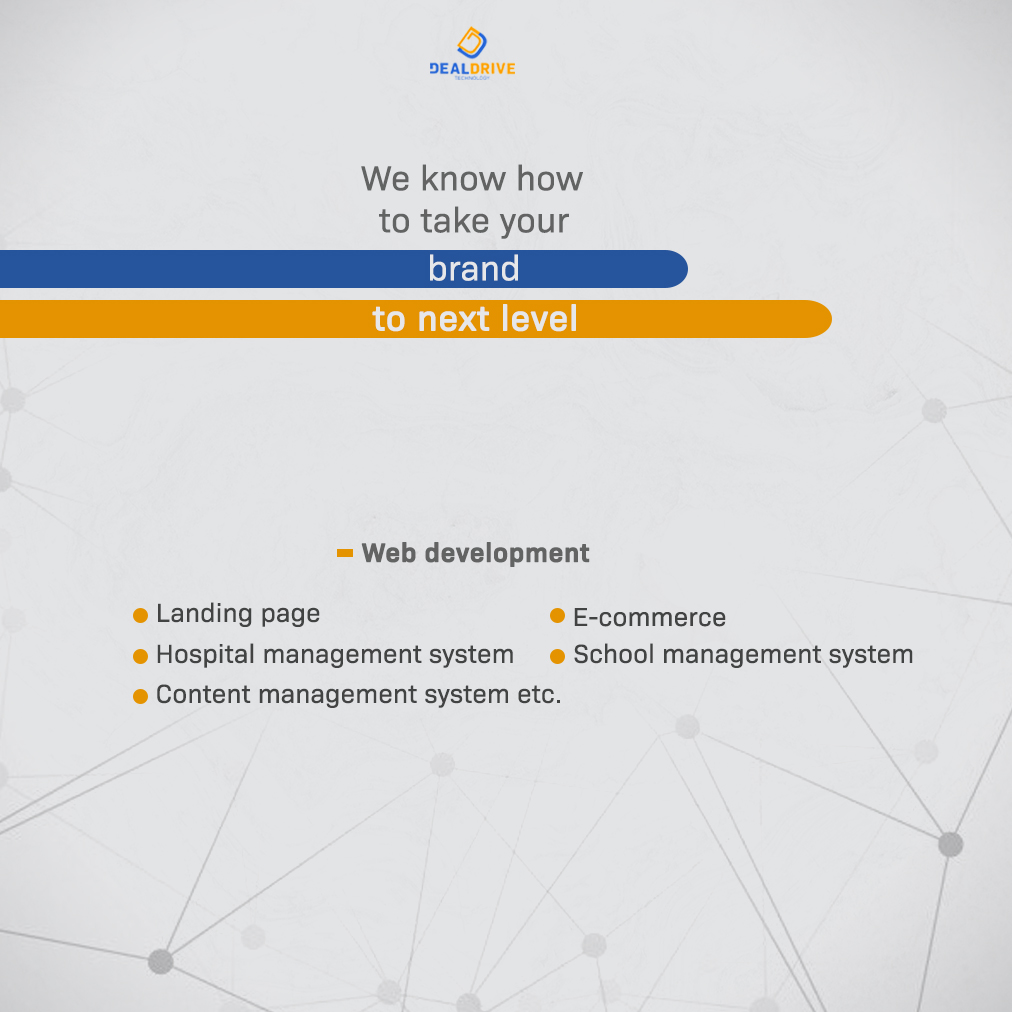 DEALDRIVE
TECHNOLOGY
We know how
to take your
brand
to next level
Web development
Landing page
E-commerce
Hospital management system
School management system
Content management system etc.